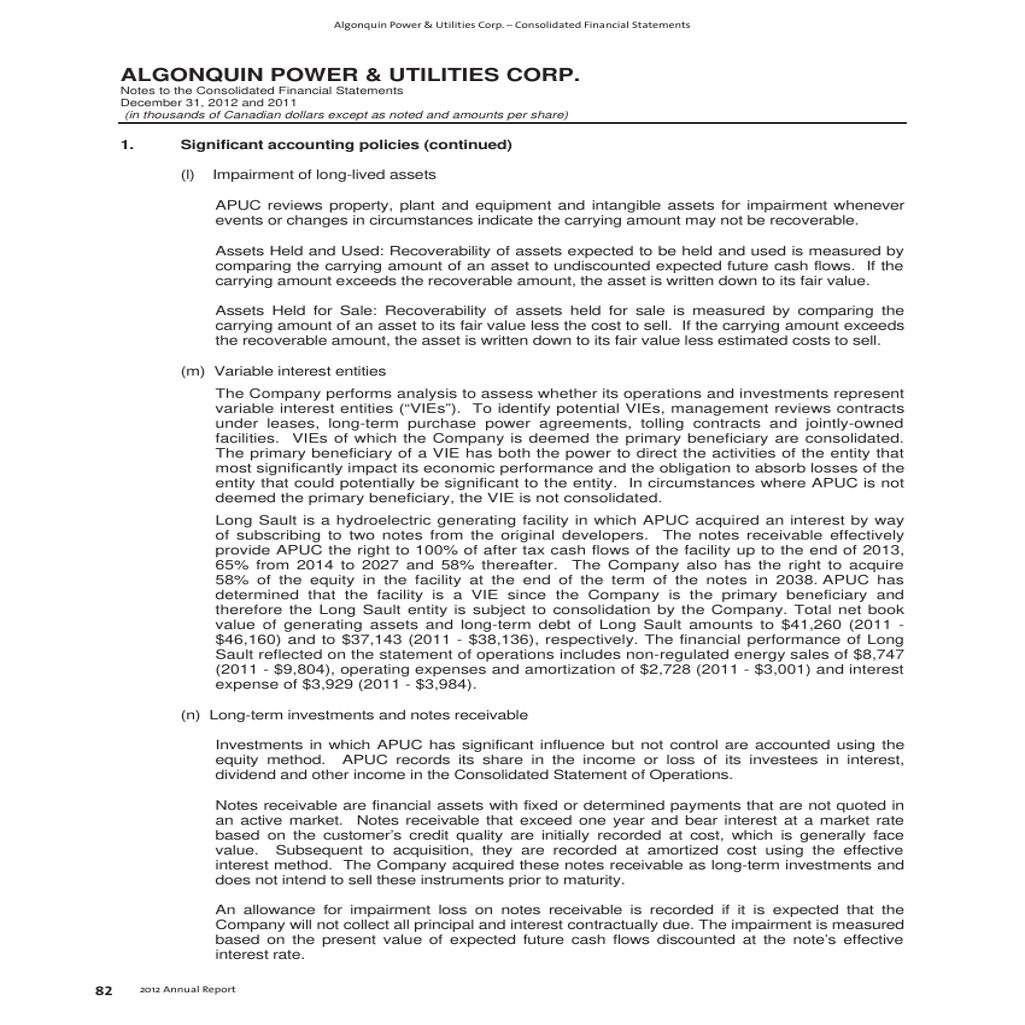 Algonquin Power & Utilities Corp. – Consolidated Financial Statements
ALGONQUIN POWER & UTILITIES CORP.
Notes to the Consolidated Financial Statements
December 31, 2012 and 2011
(in thousands of Canadian dollars except as noted and amounts per share)
1. Significant accounting policies (continued)
(l) Impairment of long-lived assets
APUC reviews property, plant and equipment and intangible assets for impairment whenever
events or changes in circumstances indicate the carrying amount may not be recoverable.
Assets Held and Used: Recoverability of assets expected to be held and used is measured by
comparing the carrying amount of an asset to undiscounted expected future cash flows. If the
carrying amount exceeds the recoverable amount, the asset is written down to its fair value.
Assets Held for Sale: Recoverability of assets held for sale is measured by comparing the
carrying amount of an asset to its fair value less the cost to sell. If the carrying amount exceeds
the recoverable amount, the asset is written down to its fair value less estimated costs to sell.
(m) Variable interest entities
The Company performs analysis to assess whether its operations and investments represent
variable interest entities (“VIEs”). To identify potential VIEs, management reviews contracts
under leases, long-term purchase power agreements, tolling contracts and jointly-owned
facilities. VIEs of which the Company is deemed the primary beneficiary are consolidated.
The primary beneficiary of a VIE has both the power to direct the activities of the entity that
most significantly impact its economic performance and the obligation to absorb losses of the
entity that could potentially be significant to the entity. In circumstances where APUC is not
deemed the primary beneficiary, the VIE is not consolidated.
Long Sault is a hydroelectric generating facility in which APUC acquired an interest by way
of subscribing to two notes from the original developers. The notes receivable effectively
provide APUC the right to 100% of after tax cash flows of the facility up to the end of 2013,
65% from 2014 to 2027 and 58% thereafter. The Company also has the right to acquire
58% of the equity in the facility at the end of the term of the notes in 2038. APUC has
determined that the facility is a VIE since the Company is the primary beneficiary and
therefore the Long Sault entity is subject to consolidation by the Company. Total net book
value of generating assets and long-term debt of Long Sault amounts to $41,260 (2011 -
$46,160) and to $37,143 (2011 - $38,136), respectively. The financial performance of Long
Sault reflected on the statement of operations includes non-regulated energy sales of $8,747
(2011 - $9,804), operating expenses and amortization of $2,728 (2011 - $3,001) and interest
expense of $3,929 (2011 - $3,984).
(n) Long-term investments and notes receivable
Investments in which APUC has significant influence but not control are accounted using the
equity method. APUC records its share in the income or loss of its investees in interest,
dividend and other income in the Consolidated Statement of Operations.
Notes receivable are financial assets with fixed or determined payments that are not quoted in
an active market. Notes receivable that exceed one year and bear interest at a market rate
based on the customer’s credit quality are initially recorded at cost, which is generally face
value. Subsequent to acquisition, they are recorded at amortized cost using the effective
interest method. The Company acquired these notes receivable as long-term investments and
does not intend to sell these instruments prior to maturity.
An allowance for impairment loss on notes receivable is recorded if it is expected that the
Company will not collect all principal and interest contractually due. The impairment is measured
based on the present value of expected future cash flows discounted at the note’s effective
interest rate.
82 2012 Annual Report